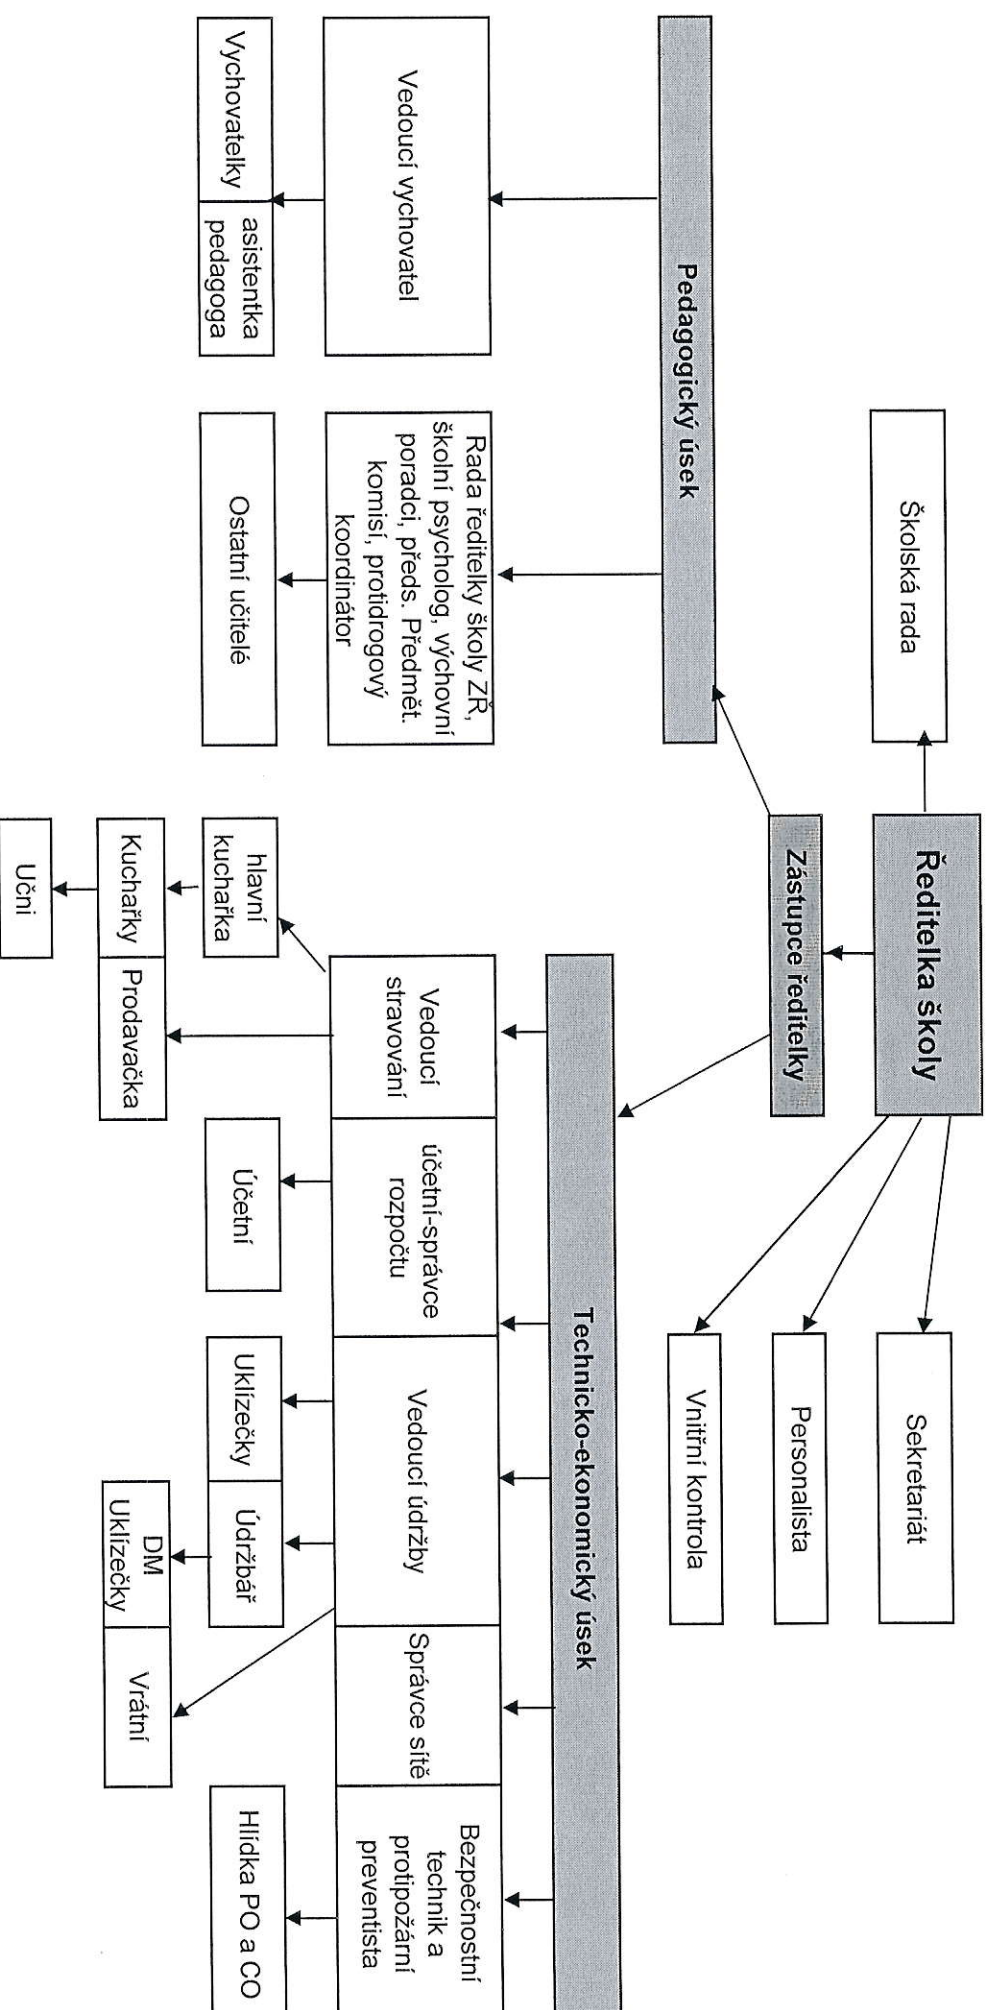 Ředitelka školy
Školská rada
Sekretariát
Zástupce ředitelky
Personalista
Vnitřní kontrola
Pedagogický úsek
Technicko-ekonomický úsek
Vedoucí vychovatel
Rada ředitelky školy ZŘ,
školní psycholog, výchovní
poradci, předs. Předmět.
komisí, protidrogový
koordinátor
Vedoucí
stravování
účetní-správce
rozpočtu
Vedoucí údržby
Správce sítě
Bezpečnostní
technik a
protipožární
preventista
Vychovatelky
asistentka
pedagoga
Ostatní učitelé
hlavní
kuchařka
Účetní
Uklízečky
Údržbář
Hlídka PO a CO
Kuchařky
Prodavačka
DM
Uklízečky
Vrátní
Učni